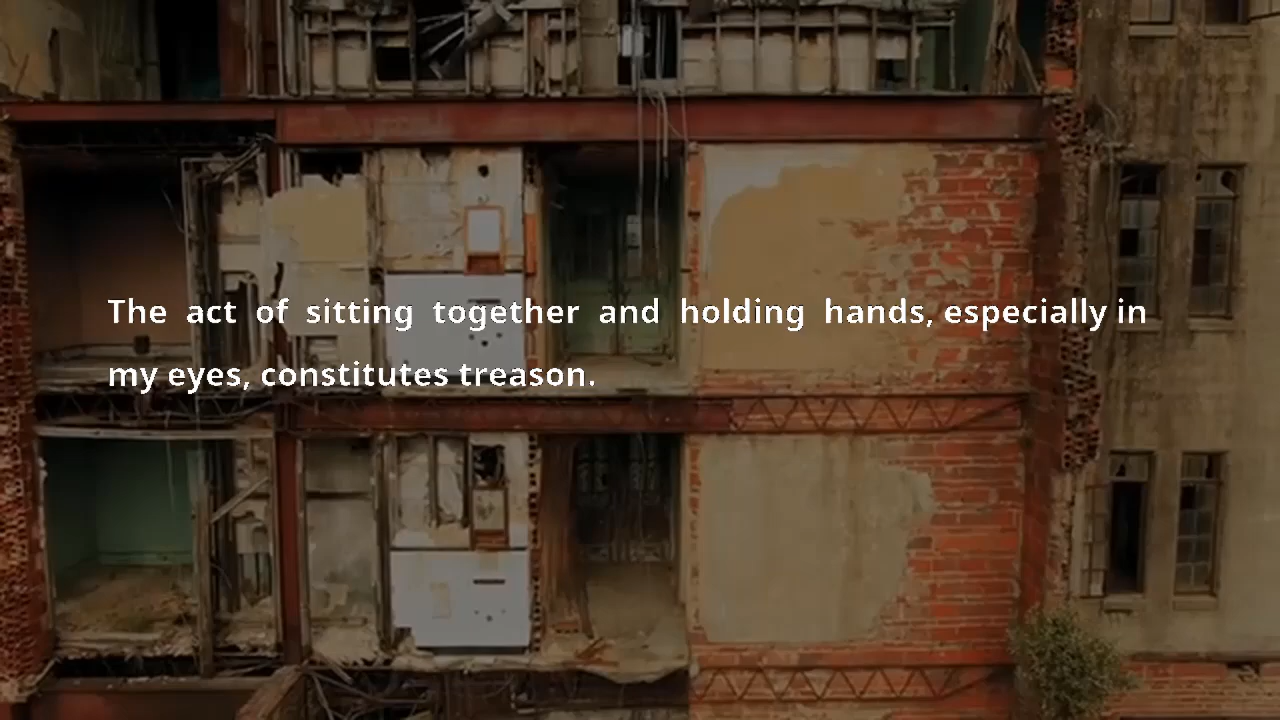 The act of sitting together and holding hands, especially in
my eyes, constitutes treason.